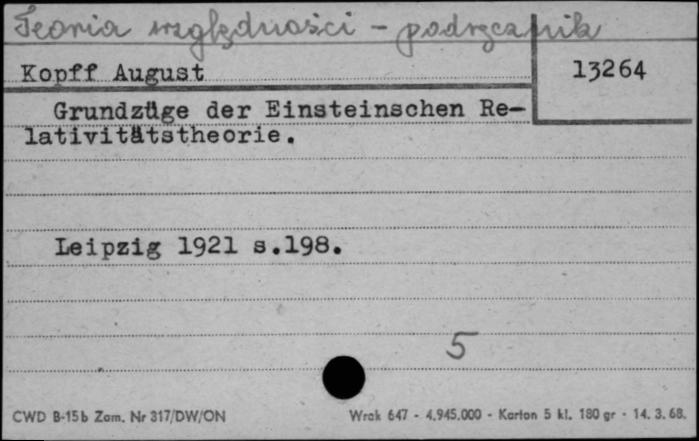 Teoria względności - podręcznik
Kopff August
13264
Grundzüge der Einsteinschen Re-
lativitätstheorie.
Leipzig 1921 s.198.
5
CWD B-15b Zam. Nr 317/DW/ON
Wrak 647 - 4.945.000 - Karton 5 kl. 180 gr - 14. 3. 68.